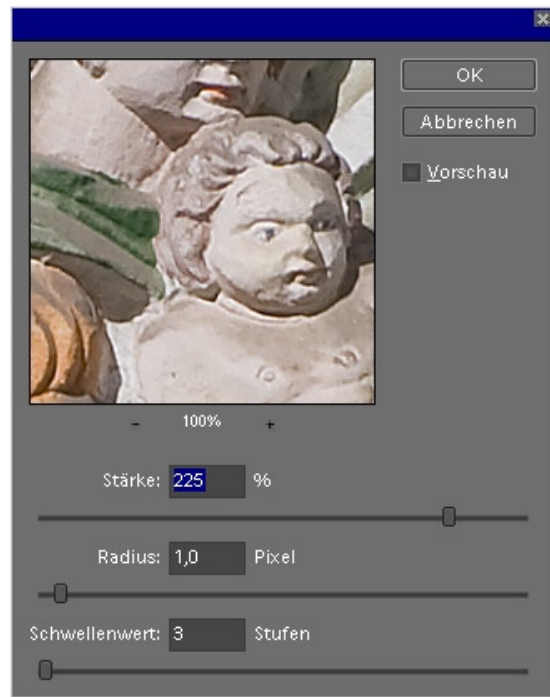 OK
Abbrechen
Vorschau
- 100% +
Stärke: 225 %
Radius: 1,0 Pixel
Schwellenwert: 3 Stufen